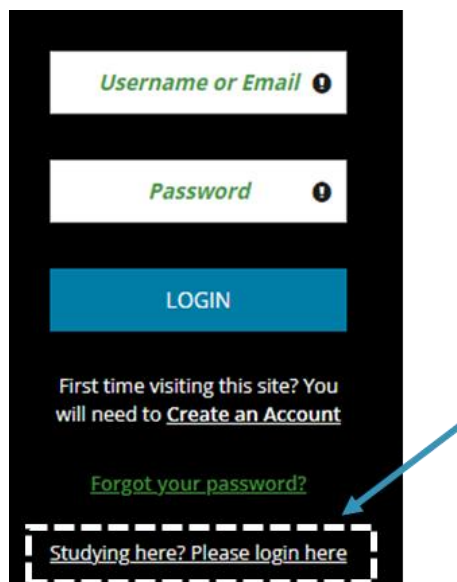 Username or Email
Password
LOGIN
First time visiting this site? You
will need to Create an Account
Forgot your password?
Studying here? Please login here